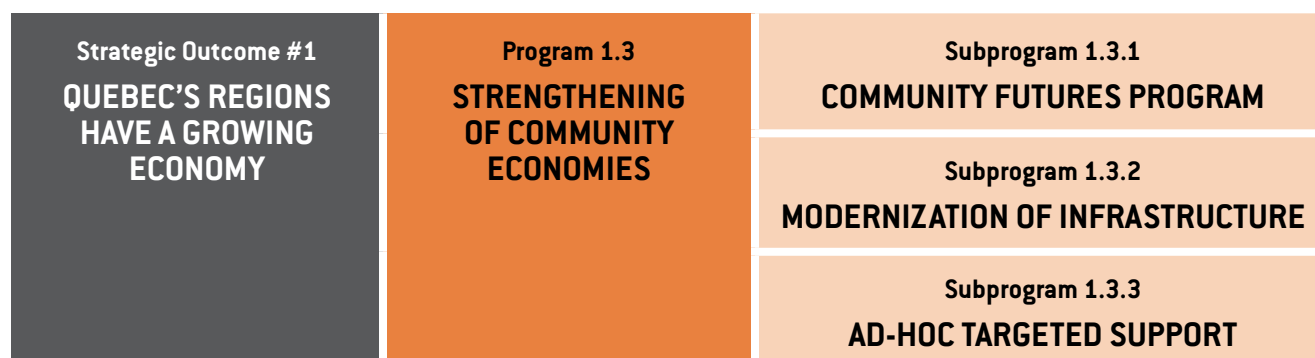 Strategic Outcome #1
QUEBEC'S REGIONS
HAVE A GROWING
ECONOMY
Program 1.3
STRENGTHENING
OF COMMUNITY
ECONOMIES
Subprogram 1.3.1
COMMUNITY FUTURES PROGRAM
Subprogram 1.3.2
MODERNIZATION OF INFRASTRUCTURE
Subprogram 1.3.3
AD-HOC TARGETED SUPPORT